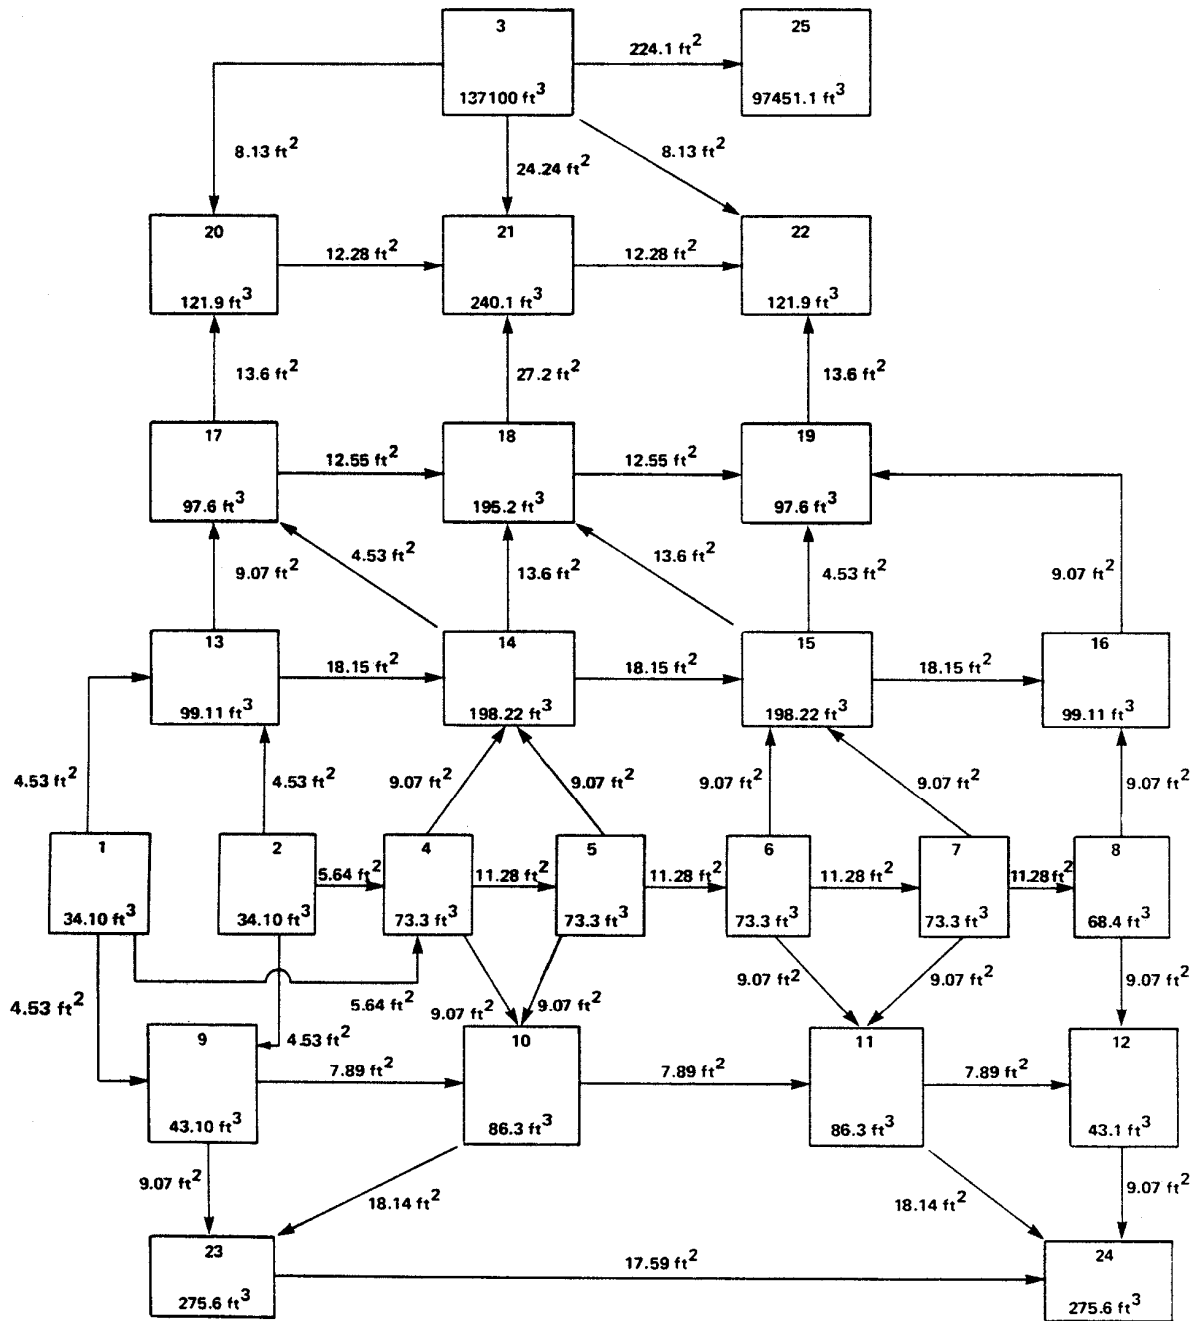 3
137100 ft³
224.1 ft²
25
97451.1 ft³
8.13 ft²
24.24 ft²
8.13 ft²
20
121.9 ft³
12.28 ft²
21
240.1 ft³
12.28 ft²
22
121.9 ft³
13.6 ft²
27.2 ft²
13.6 ft²
17
97.6 ft³
12.55 ft²
18
195.2 ft³
12.55 ft²
19
97.6 ft³
9.07 ft²
4.53 ft²
13.6 ft²
13.6 ft²
4.53 ft²
9.07 ft²
13
99.11 ft³
18.15 ft²
14
198.22 ft³
18.15 ft²
15
198.22 ft³
18.15 ft²
16
99.11 ft³
4.53 ft²
4.53 ft²
9.07 ft²
9.07 ft²
9.07 ft²
9.07 ft²
9.07 ft²
1
34.10 ft³
2
34.10 ft³
5.64 ft²
4
73.3 ft³
11.28 ft²
5
73.3 ft³
11.28 ft²
6
73.3 ft³
11.28 ft²
7
73.3 ft³
11.28 ft²
8
68.4 ft³
4.53 ft²
4.53 ft²
5.64 ft²
9.07 ft²
9.07 ft²
9.07 ft²
9.07 ft²
9.07 ft²
9
43.10 ft³
7.89 ft²
10
86.3 ft³
7.89 ft²
11
86.3 ft³
7.89 ft²
12
43.1 ft³
9.07 ft²
18.14 ft²
18.14 ft²
9.07 ft²
23
275.6 ft³
17.59 ft²
24
275.6 ft³